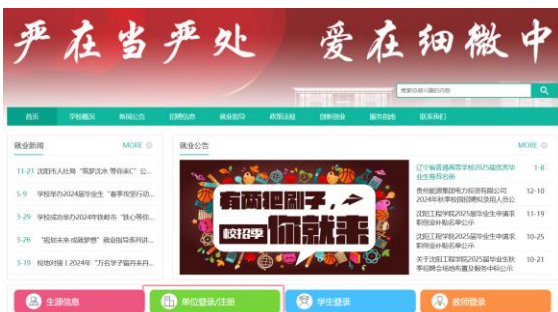 严在当严处 爱在细微中
首页 学校概况 新闻公告 招聘信息 就业指导 政策法规 创新创业 服务指南 联系我们
就业新闻 MORE
11-21 沈阳市人社局“筑梦沈水 等你来C”公...
5-9 学校举办2024届毕业生“春季攻坚行动...
3-29 学校成功举办2024年铁岭市“铁心等你...
3-26 “规划未来·成就梦想”就业指导系列讲...
3-19 校地对接丨2024年“万名学子留丹来丹...
就业公告 MORE
有两把刷子，
校招季 你就来
辽宁省普通高等学校2025届优秀毕业生推荐名册 1-8
贵州能源集团电力投资有限公司2024年秋季校园招聘拟录用人员公 12-10
沈阳工程学院2025届毕业生申请求职创业补贴名单公示 11-19
沈阳工程学院2025届毕业生申请求职创业补贴名单公示 10-25
关于沈阳工程学院2025届毕业生秋季招聘会场地布置及服务中标公示 10-21
生源信息 单位登录/注册 学生登录 教师登录